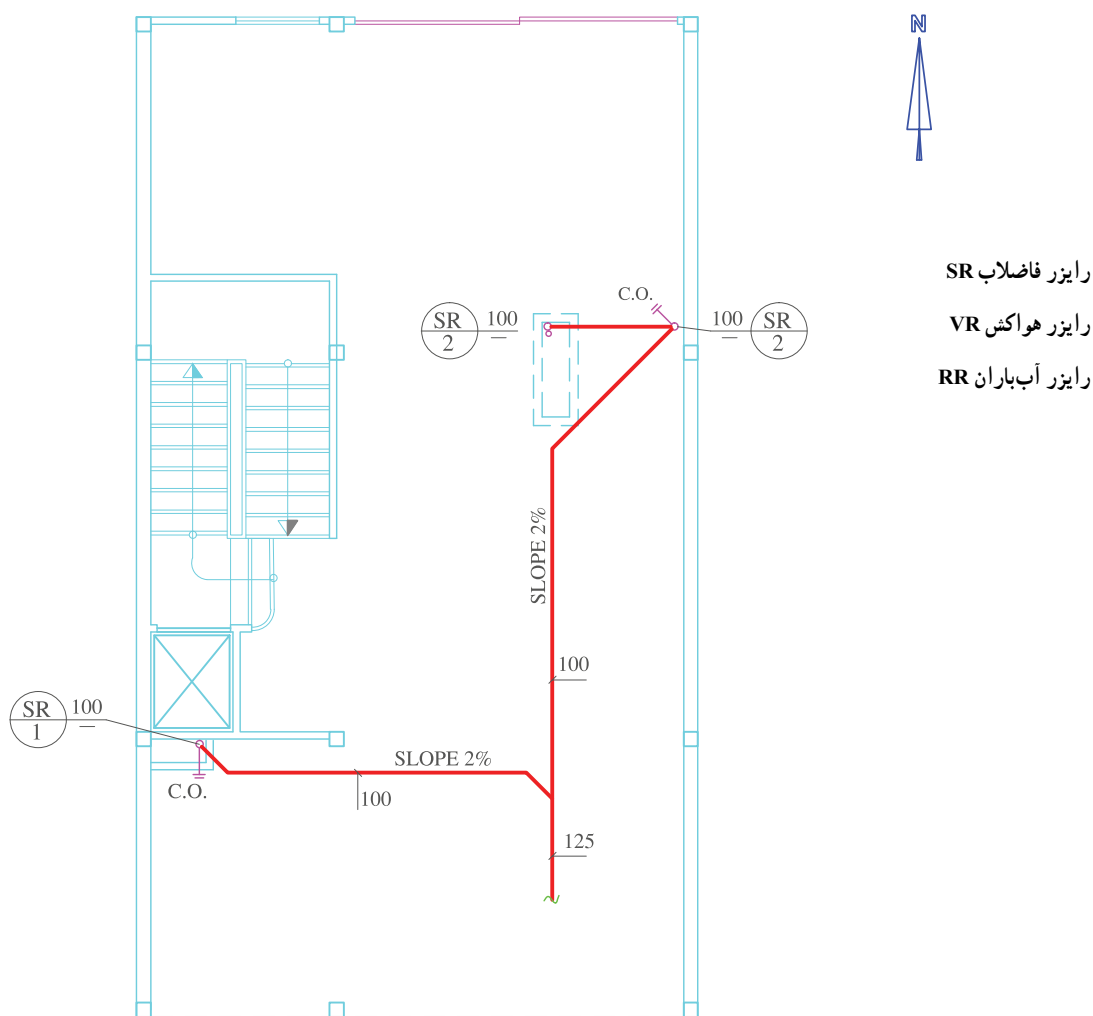 N
رایزر فاضلاب SR
رایزر هواکش VR
رایزر آب‌باران RR
C.O.
SR
2
100
100
SR
2
SLOPE 2%
100
SR
1
100
SLOPE 2%
C.O.
100
125